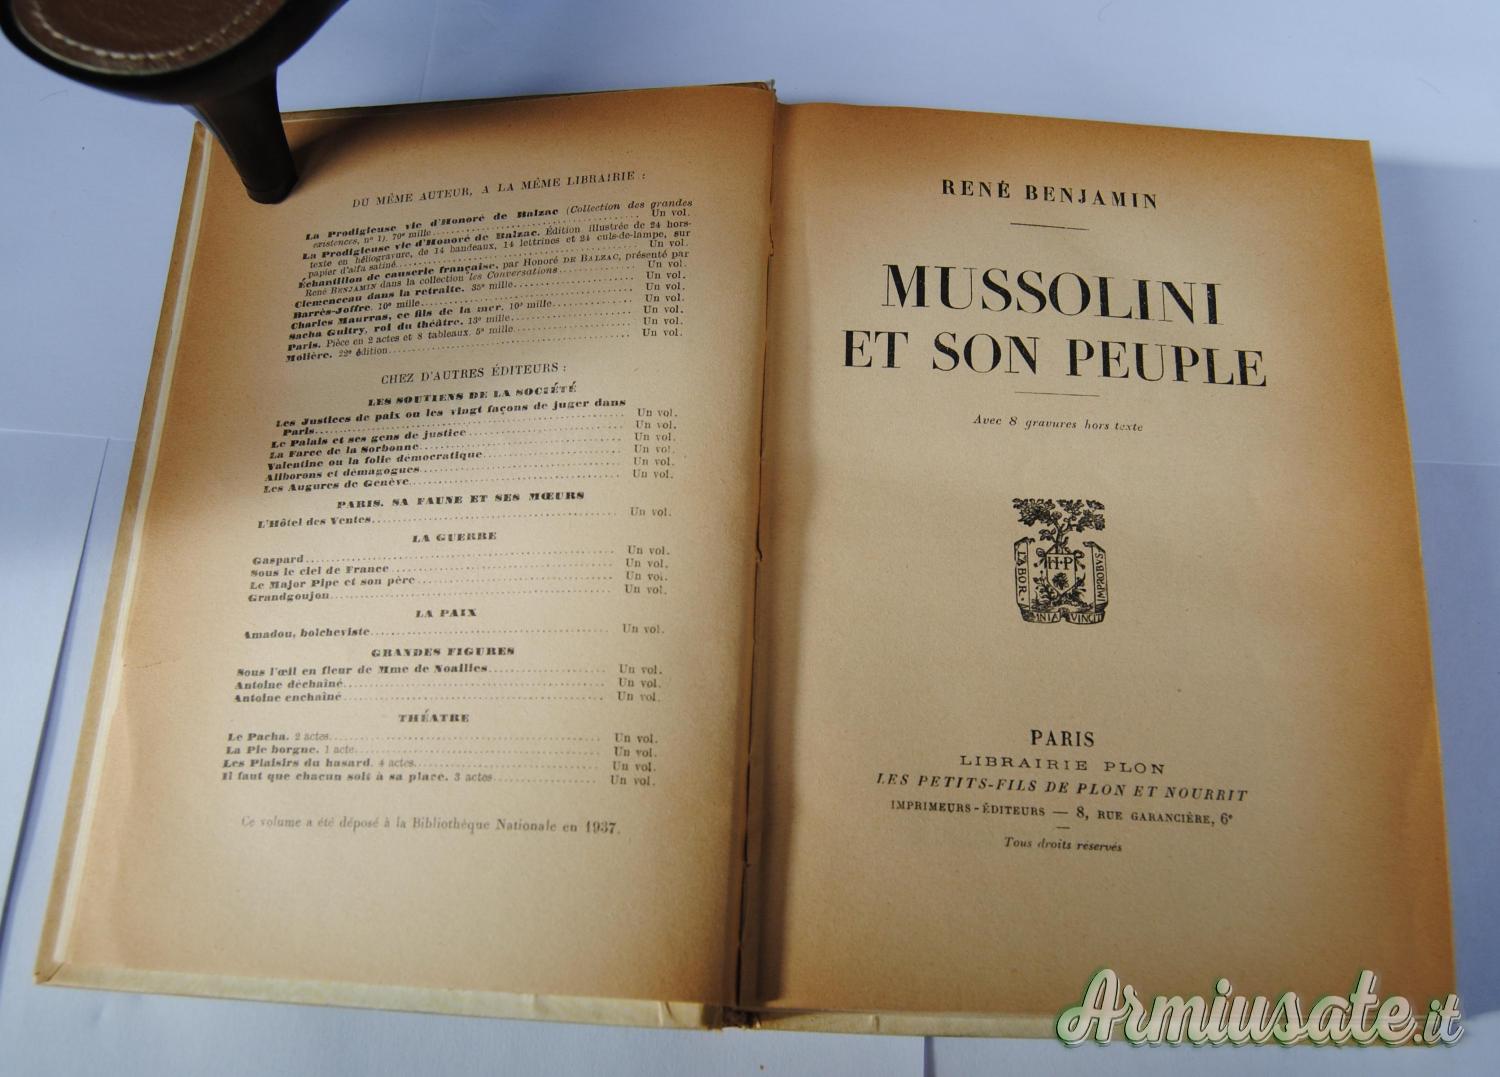 DU MÊME AUTEUR, A LA MÊME LIBRAIRIE :
La Prodigieuse vie d'Honoré de Balzac (Collection des grandes
existences, n° 1). 79e mille ........ Un vol.
La Prodigieuse vie d'Honoré de Balzac. Édition illustrée de 24 hors-
texte en héliogravure, de 14 bandeaux, 14 lettrines et 24 culs-de-lampe, sur
papier d'alfa satiné ........ Un vol.
Échantillon de causerie française, par Honoré DE BALZAC, présenté par
René BENJAMIN dans la collection les Conversations ........ Un vol.
Clemenceau dans la retraite. 35e mille ........ Un vol.
Barrès-Joffre. 10e mille ........ Un vol.
Charles Maurras, ce fils de la mer. 10e mille ........ Un vol.
Sacha Guitry, roi du théâtre. 13e mille ........ Un vol.
Paris. Pièce en 2 actes et 8 tableaux. 5e mille ........ Un vol.
Molière. 22e édition ........ Un vol.
CHEZ D'AUTRES ÉDITEURS :
LES SOUTIENS DE LA SOCIÉTÉ
Les Justices de paix ou les vingt façons de juger dans
Paris ........ Un vol.
Le Palais et ses gens de justice ........ Un vol.
La Farce de la Sorbonne ........ Un vol.
Valentine ou la folie démocratique ........ Un vol.
Aliborons et démagogues ........ Un vol.
Les Augures de Genève ........ Un vol.
PARIS, SA FAUNE ET SES MŒURS
L'Hôtel des Ventes ........ Un vol.
LA GUERRE
Gaspard ........ Un vol.
Sous le ciel de France ........ Un vol.
Le Major Pipe et son père ........ Un vol.
Grandgoujon ........ Un vol.
LA PAIX
Amadou, bolcheviste ........ Un vol.
GRANDES FIGURES
Sous l'œil en fleur de Mme de Noailles ........ Un vol.
Antoine déchaîné ........ Un vol.
Antoine enchaîné ........ Un vol.
THÉATRE
Le Pacha. 2 actes ........ Un vol.
La Pie borgne. 1 acte ........ Un vol.
Les Plaisirs du hasard. 4 actes ........ Un vol.
Il faut que chacun soit à sa place. 3 actes ........ Un vol.
Ce volume a été déposé à la Bibliothèque Nationale en 1937.
RENÉ BENJAMIN
MUSSOLINI
ET SON PEUPLE
Avec 8 gravures hors texte
H·P
LABOR · OMNIA VINCIT IMPROBVS
PARIS
LIBRAIRIE PLON
LES PETITS-FILS DE PLON ET NOURRIT
IMPRIMEURS-ÉDITEURS — 8, RUE GARANCIÈRE, 6e
Tous droits réservés
Armiusate.it